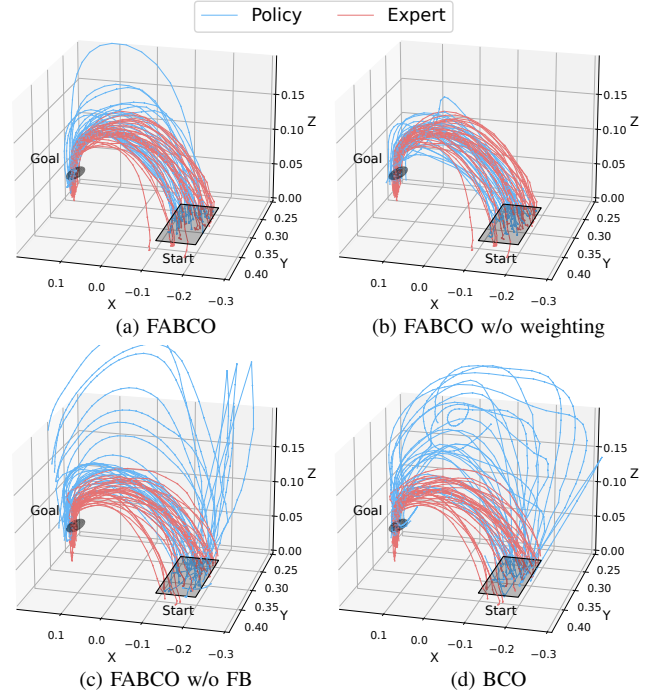 Policy Expert
0.15
0.10
Z
0.05
0.00
Goal
Start
0.25
0.30
0.35
0.40
Y
0.1
0.0
−0.1
−0.2
−0.3
X
(a) FABCO
0.15
0.10
Z
0.05
0.00
Goal
Start
0.25
0.30
0.35
0.40
Y
0.1
0.0
−0.1
−0.2
−0.3
X
(b) FABCO w/o weighting
0.15
0.10
Z
0.05
0.00
Goal
Start
0.25
0.30
0.35
0.40
Y
0.1
0.0
−0.1
−0.2
−0.3
X
(c) FABCO w/o FB
0.15
0.10
Z
0.05
0.00
Goal
Start
0.25
0.30
0.35
0.40
Y
0.1
0.0
−0.1
−0.2
−0.3
X
(d) BCO